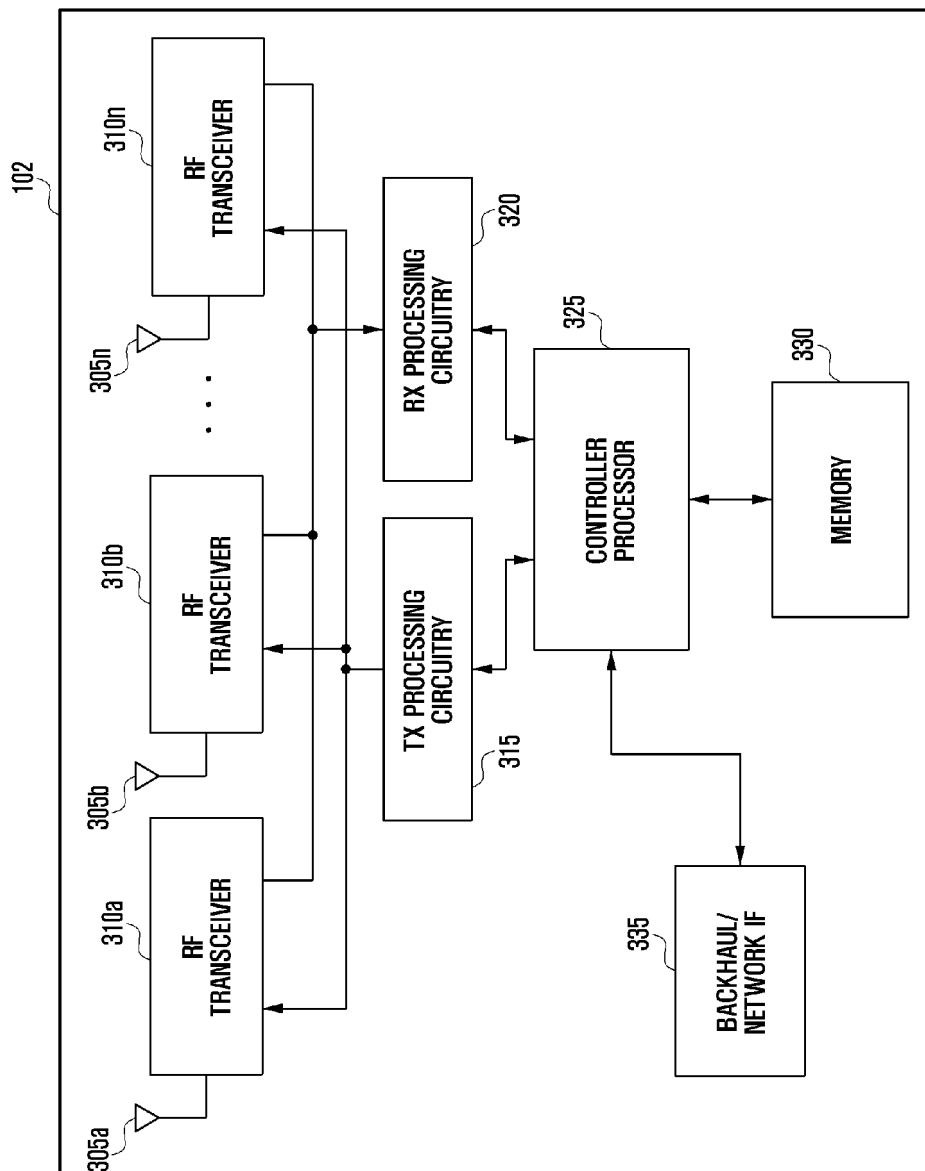 102
305a
310a
RF
TRANSCEIVER
305b
310b
RF
TRANSCEIVER
...
305n
310n
RF
TRANSCEIVER
TX PROCESSING
CIRCUITRY
315
RX PROCESSING
CIRCUITRY
320
325
CONTROLLER
PROCESSOR
335
BACKHAUL/
NETWORK IF
330
MEMORY